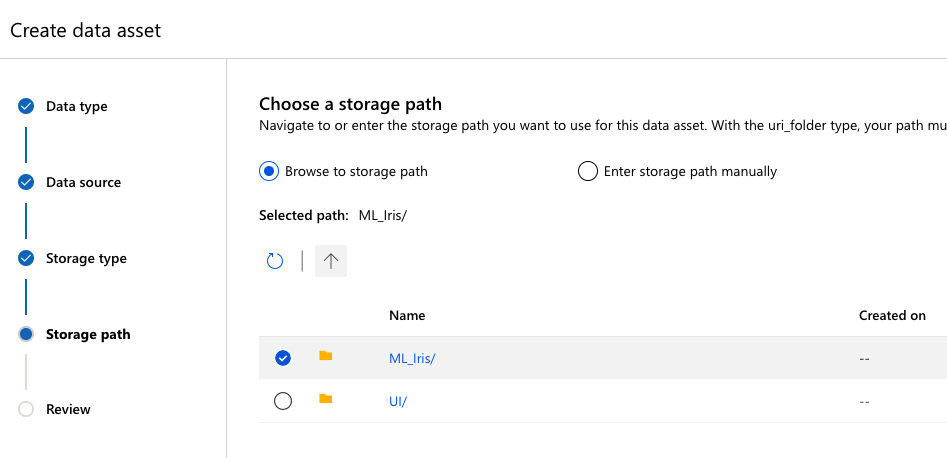 Create data asset
Data type
Data source
Storage type
Storage path
Review
Choose a storage path
Navigate to or enter the storage path you want to use for this data asset. With the uri_folder type, your path mu
Browse to storage path
Enter storage path manually
Selected path: ML_Iris/
Name Created on
ML_Iris/ --
UI/ --